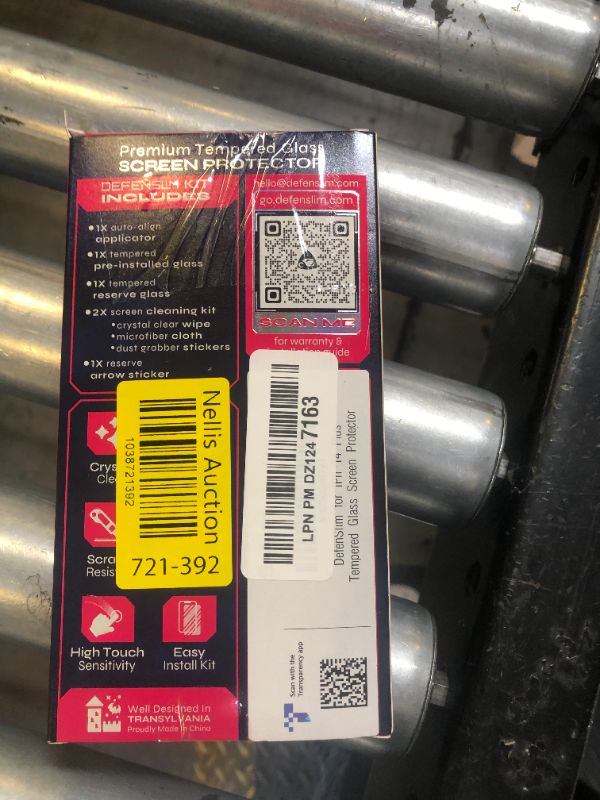 Premium Tempered Glass
SCREEN PROTECTOR
DEFENSLIM KIT
INCLUDES
1X auto-align
applicator
1X tempered
pre-installed glass
1X tempered
reserve glass
2X screen cleaning kit
crystal clear wipe
microfiber cloth
dust grabber stickers
1X reserve
arrow sticker
hello@defenslim.com
go.defenslim.com
SCAN ME
for warranty &
guide
Nellis Auction
1038721392
721-392
LPN PM DZ1247163
DefenSlim for
Tempered Glass Screen Protector
Scan with the
Transparency app
High Touch
Sensitivity
Easy
Install Kit
Well Designed In
TRANSYLVANIA
Proudly Made in China